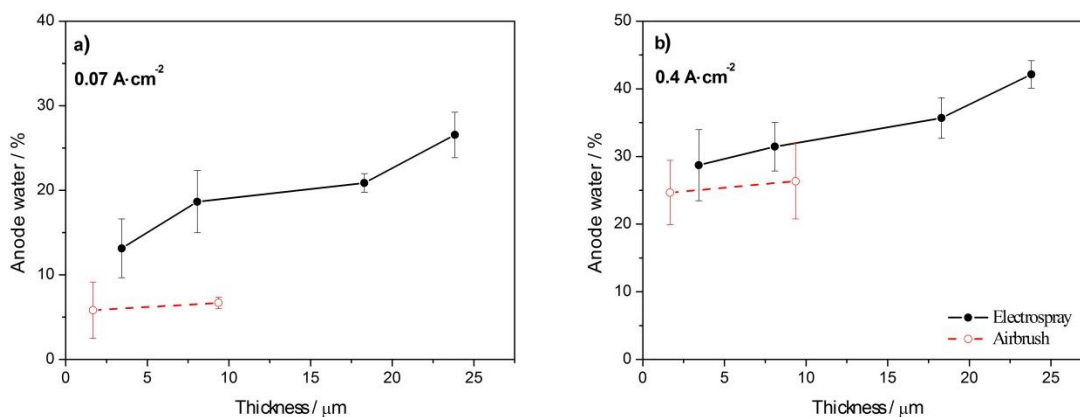 a)
0.07 A·cm⁻²
Anode water / %
40
30
20
10
0
0 5 10 15 20 25
Thickness / μm
b)
0.4 A·cm⁻²
Anode water / %
50
40
30
20
10
0
Electrospray
Airbrush
0 5 10 15 20 25
Thickness / μm